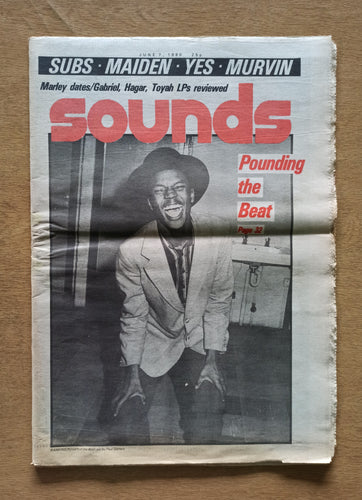 JUNE 7, 1980 25p
SUBS · MAIDEN · YES · MURVIN
Marley dates/Gabriel, Hagar, Toyah LPs reviewed
sounds
Pounding
the
Beat
Page 32